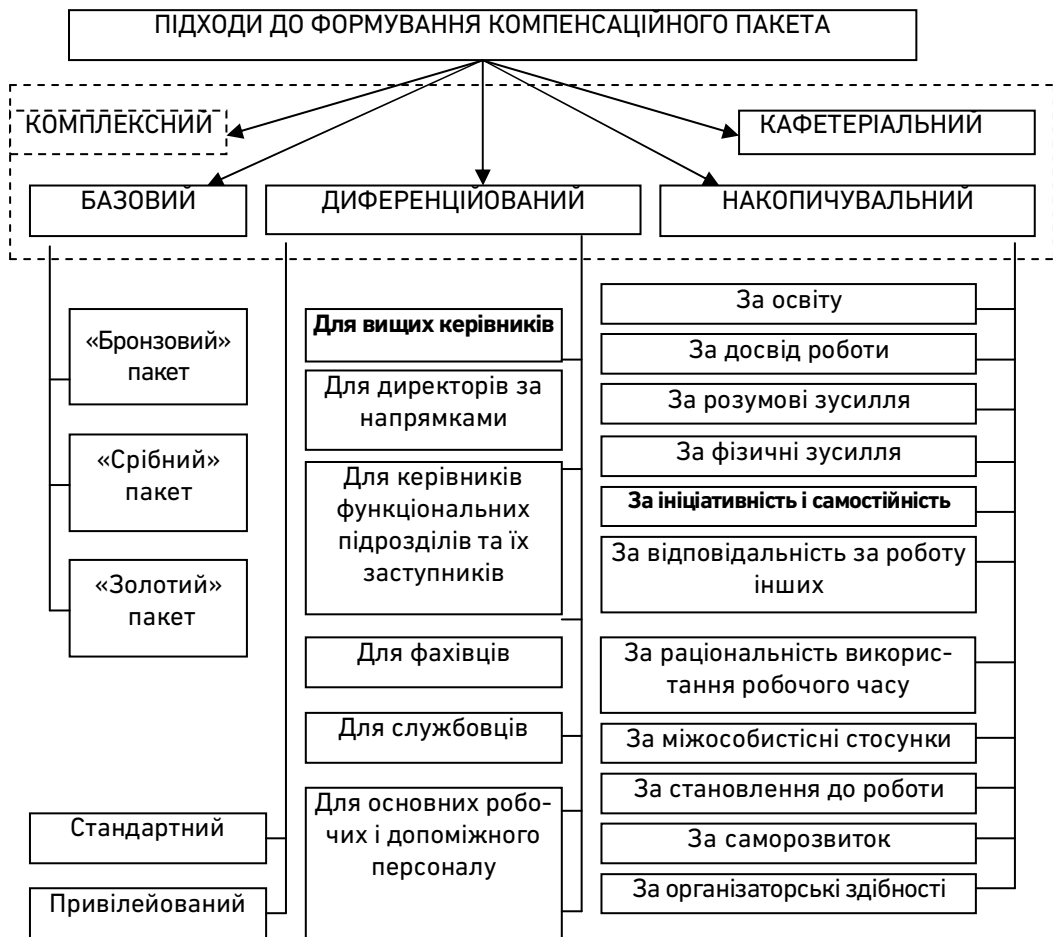 ПІДХОДИ ДО ФОРМУВАННЯ КОМПЕНСАЦІЙНОГО ПАКЕТА
КОМПЛЕКСНИЙ
КАФЕТЕРІАЛЬНИЙ
БАЗОВИЙ
ДИФЕРЕНЦІЙОВАНИЙ
НАКОПИЧУВАЛЬНИЙ
«Бронзовий»
пакет
«Срібний»
пакет
«Золотий»
пакет
Стандартний
Привілейований
Для вищих керівників
Для директорів за
напрямками
Для керівників
функціональних
підрозділів та їх
заступників
Для фахівців
Для службовців
Для основних робо-
чих і допоміжного
персоналу
За освіту
За досвід роботи
За розумові зусилля
За фізичні зусилля
За ініціативність і самостійність
За відповідальність за роботу
інших
За раціональність викорис-
тання робочого часу
За міжособистісні стосунки
За становлення до роботи
За саморозвиток
За організаторські здібності